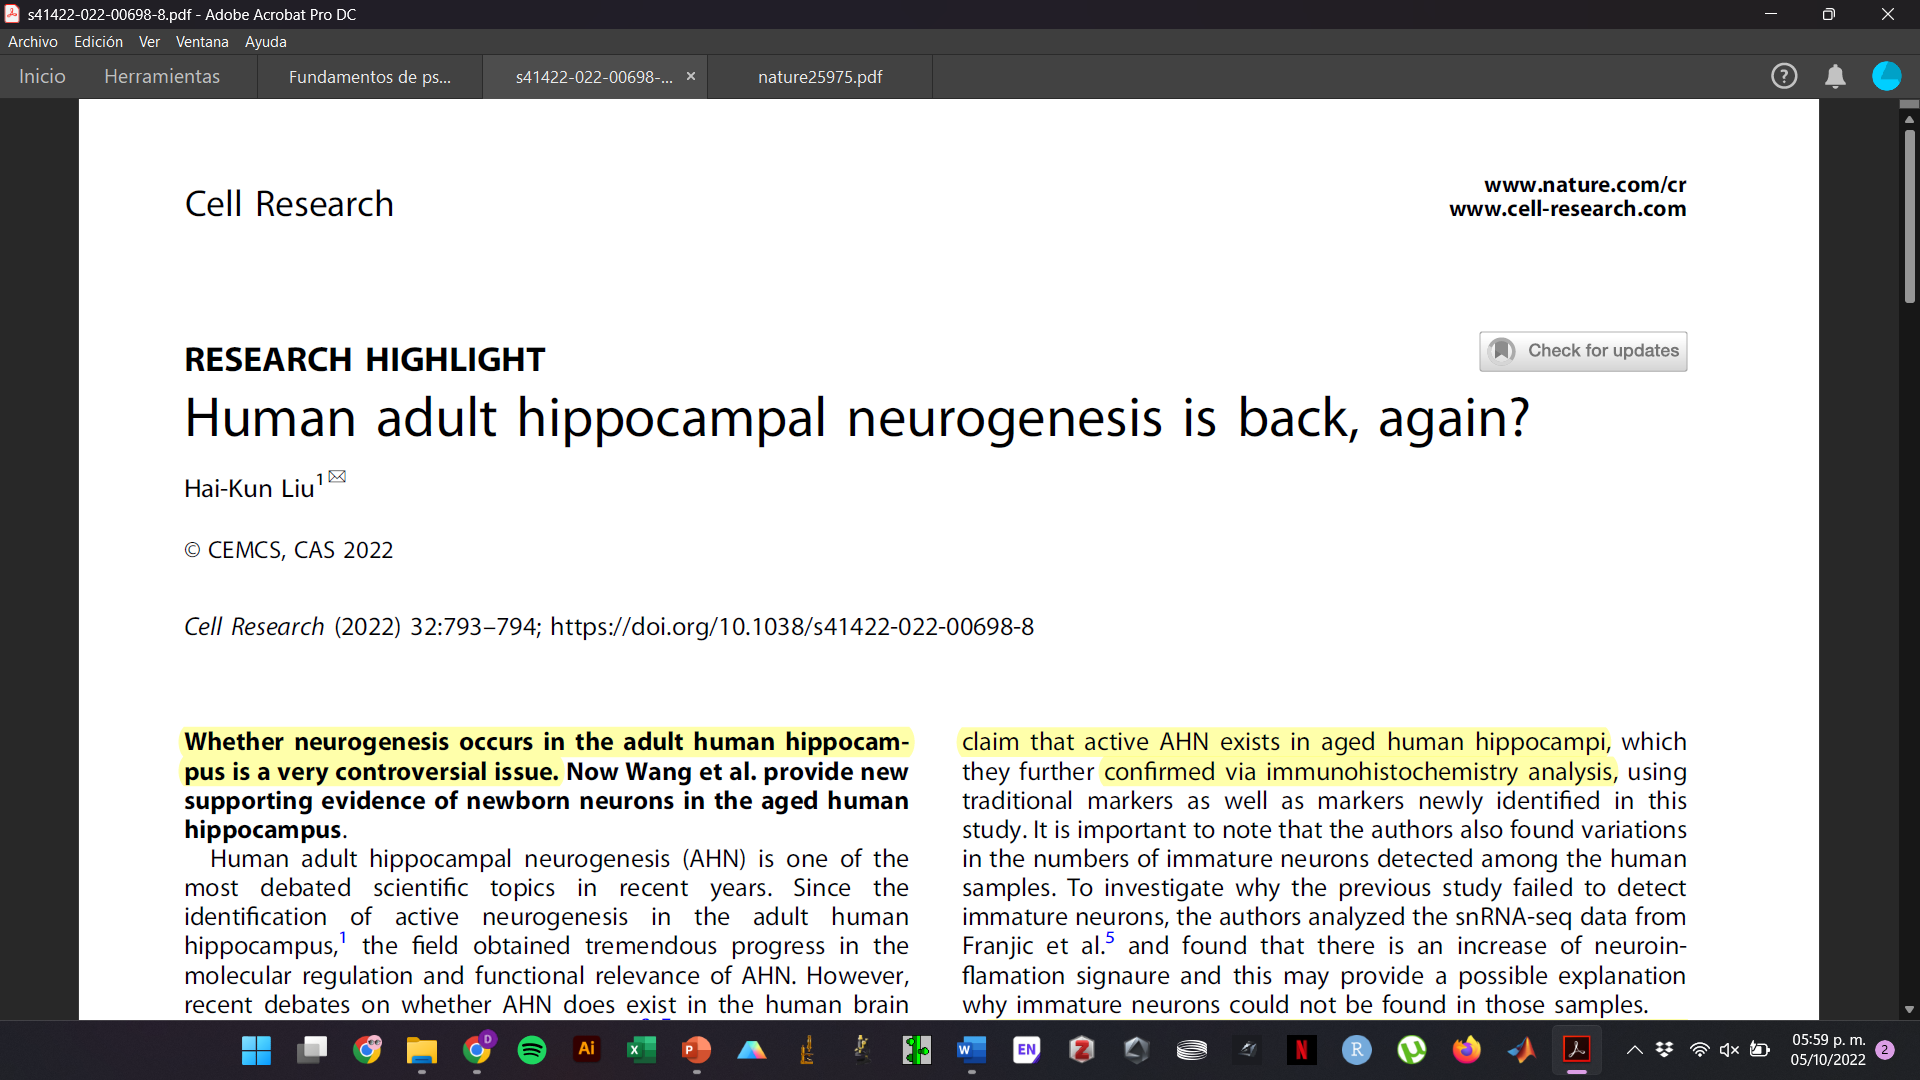 s41422-022-00698-8.pdf - Adobe Acrobat Pro DC
Archivo Edición Ver Ventana Ayuda
Inicio Herramientas Fundamentos de ps... s41422-022-00698-... × nature25975.pdf
Cell Research
www.nature.com/cr
www.cell-research.com
RESEARCH HIGHLIGHT
Check for updates
Human adult hippocampal neurogenesis is back, again?
Hai-Kun Liu1
© CEMCS, CAS 2022
Cell Research (2022) 32:793–794; https://doi.org/10.1038/s41422-022-00698-8
Whether neurogenesis occurs in the adult human hippocam-
pus is a very controversial issue. Now Wang et al. provide new
supporting evidence of newborn neurons in the aged human
hippocampus.
Human adult hippocampal neurogenesis (AHN) is one of the
most debated scientific topics in recent years. Since the
identification of active neurogenesis in the adult human
hippocampus,1 the field obtained tremendous progress in the
molecular regulation and functional relevance of AHN. However,
recent debates on whether AHN does exist in the human brain
claim that active AHN exists in aged human hippocampi, which
they further confirmed via immunohistochemistry analysis, using
traditional markers as well as markers newly identified in this
study. It is important to note that the authors also found variations
in the numbers of immature neurons detected among the human
samples. To investigate why the previous study failed to detect
immature neurons, the authors analyzed the snRNA-seq data from
Franjic et al.5 and found that there is an increase of neuroin-
flamation signaure and this may provide a possible explanation
why immature neurons could not be found in those samples.
D
Ai X P W EN Z N R
05:59 p. m.
05/10/2022
2